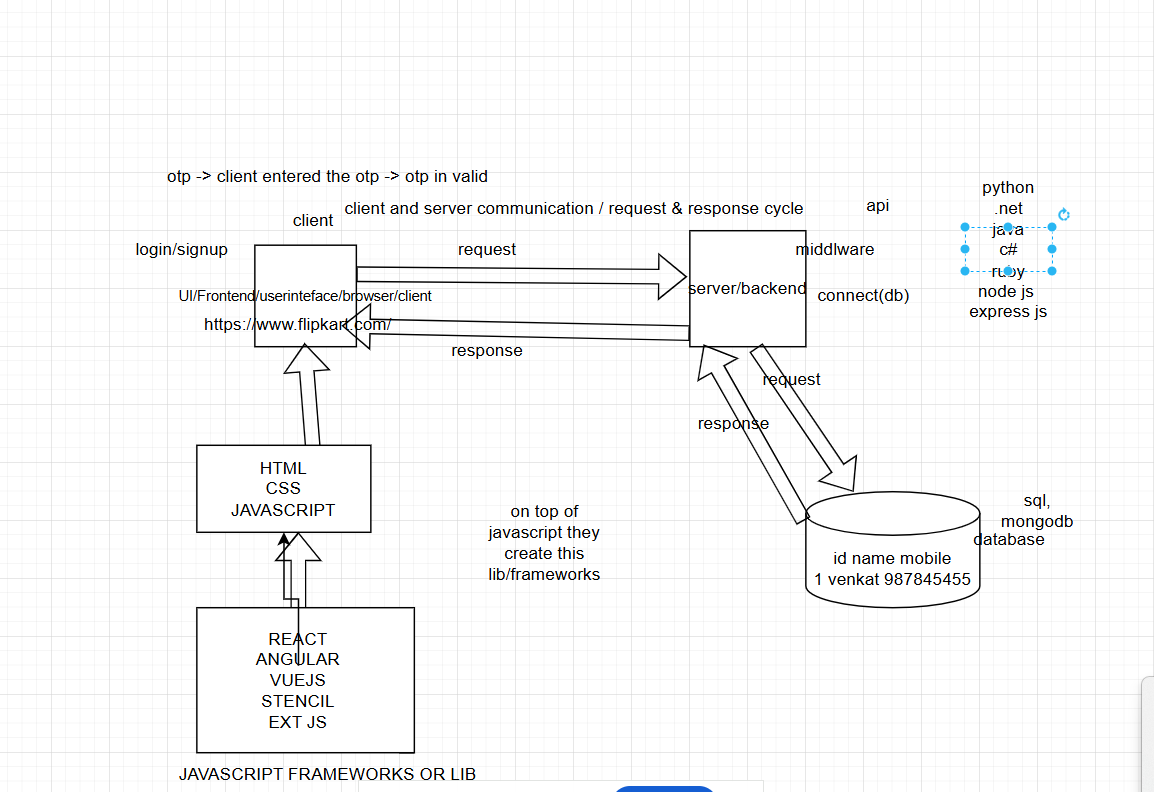 otp -> client entered the otp -> otp in valid
client
client and server communication / request & response cycle
api
login/signup
request
middlware
UI/Frontend/userinteface/browser/client
server/backend
connect(db)
https://www.flipkart.com/
response
python
.net
java
c#
ruby
node js
express js
request
response
HTML
CSS
JAVASCRIPT
on top of
javascript they
create this
lib/frameworks
sql,
mongodb
database
id name mobile
1 venkat 987845455
REACT
ANGULAR
VUEJS
STENCIL
EXT JS
JAVASCRIPT FRAMEWORKS OR LIB